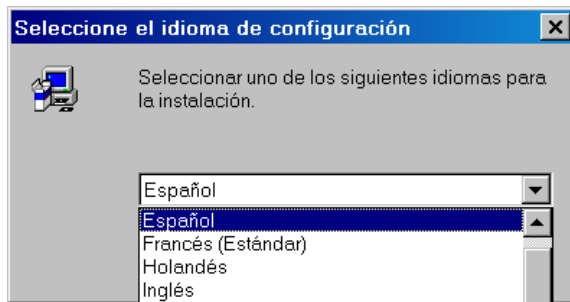 Seleccione el idioma de configuración
Seleccionar uno de los siguientes idiomas para
la instalación.
Español
Español
Francés (Estándar)
Holandés
Inglés